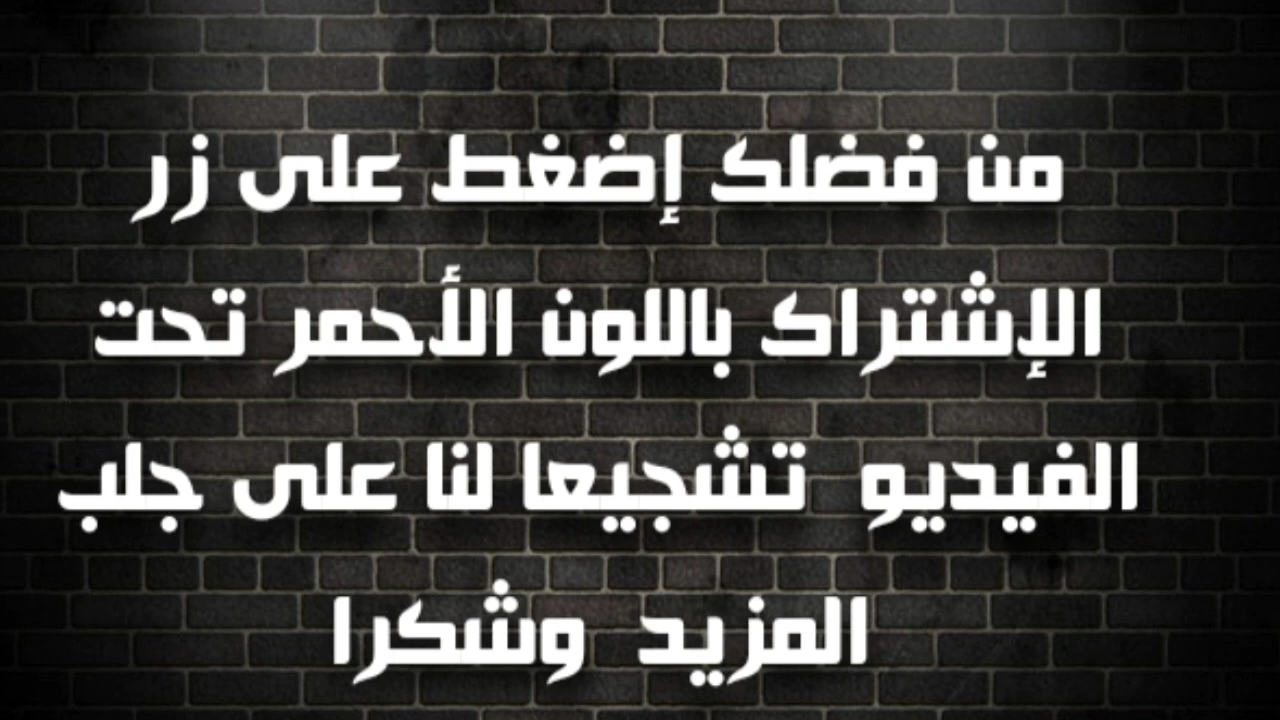 من فضلك إضغط على زر
الإشتراك باللون الأحمر تحت
الفيديو تشجيعا لنا على جلب
المزيد وشكرا